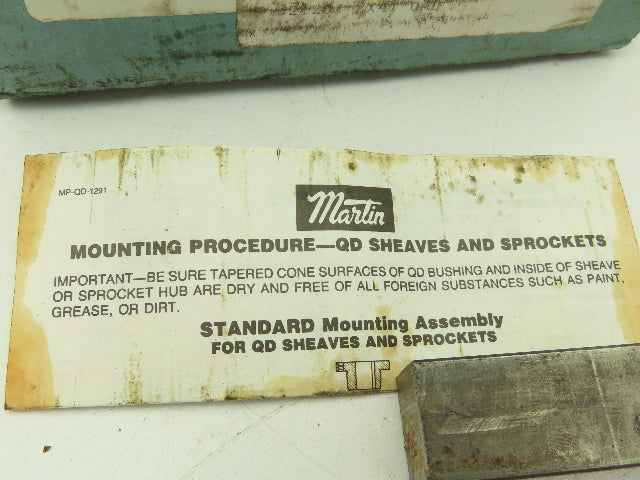 MP-QD-1291
Martin
MOUNTING PROCEDURE—QD SHEAVES AND SPROCKETS
IMPORTANT—BE SURE TAPERED CONE SURFACES OF QD BUSHING AND INSIDE OF SHEAVE
OR SPROCKET HUB ARE DRY AND FREE OF ALL FOREIGN SUBSTANCES SUCH AS PAINT,
GREASE, OR DIRT.
STANDARD Mounting Assembly
FOR QD SHEAVES AND SPROCKETS